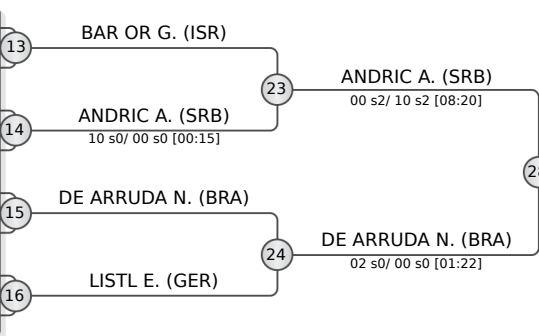 BAR OR G. (ISR)
13
ANDRIC A. (SRB)
23
00 s2/ 10 s2 [08:20]
ANDRIC A. (SRB)
14
10 s0/ 00 s0 [00:15]
DE ARRUDA N. (BRA)
15
DE ARRUDA N. (BRA)
24
02 s0/ 00 s0 [01:22]
LISTL E. (GER)
16